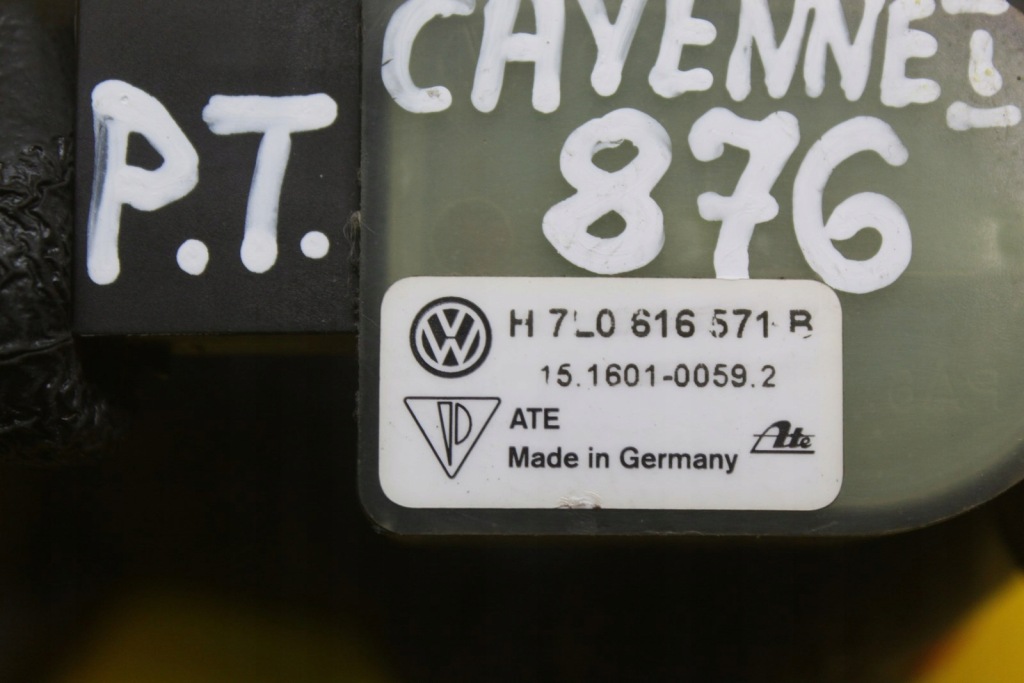 CAYENNE I
P.T.
876
H 7L0 616 571 B
15.1601-0059.2
ATE
Made in Germany
Ate